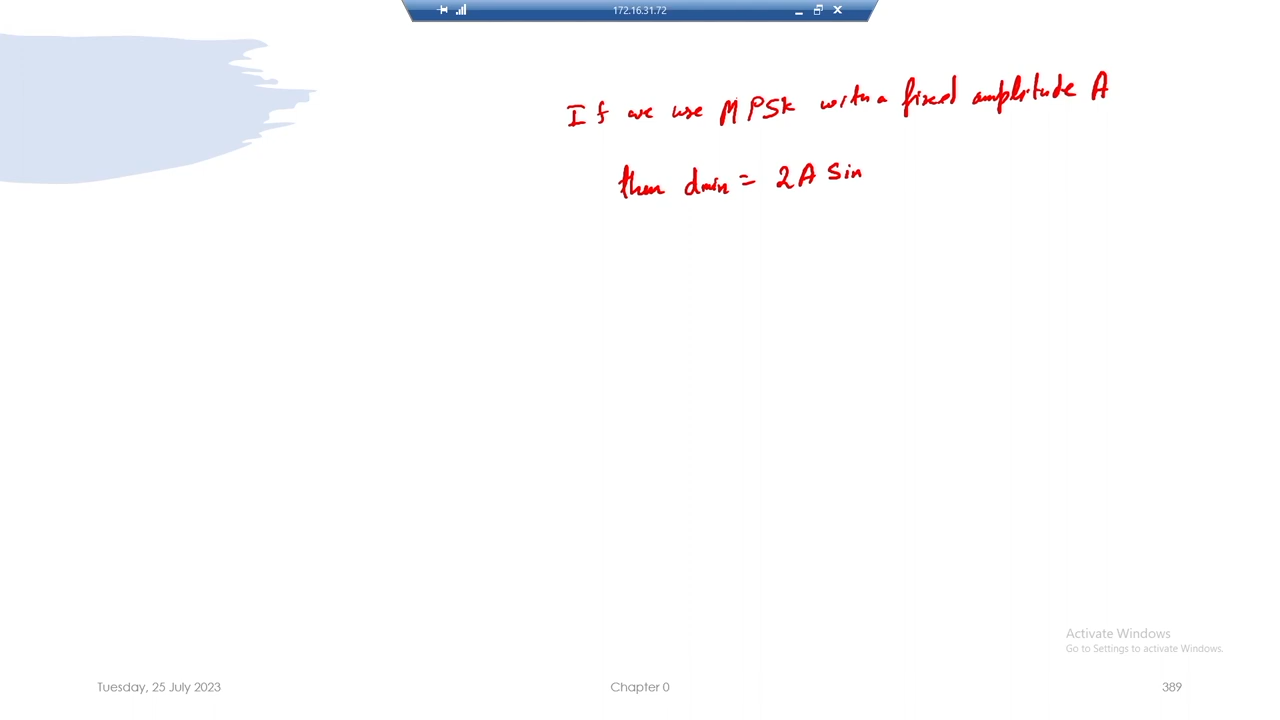 172.16.31.72
If we use MPSK with a fixed amplitude A
then dmin = 2A Sin
Activate Windows
Go to Settings to activate Windows.
Tuesday, 25 July 2023
Chapter 0
389